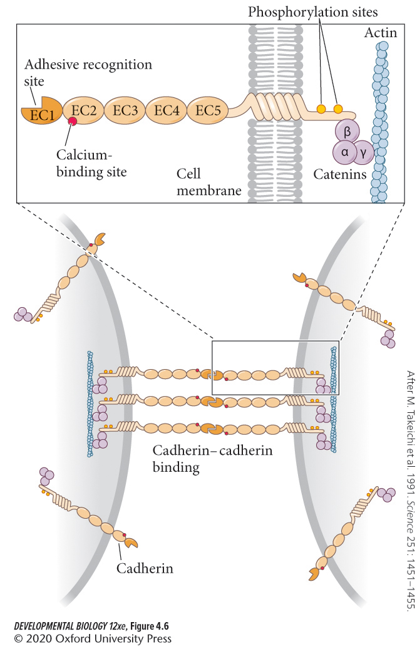 Phosphorylation sites
Actin
Adhesive recognition
site
EC1
EC2
EC3
EC4
EC5
β
α
γ
Calcium-
binding site
Cell
membrane
Catenins
Cadherin–cadherin
binding
Cadherin
After M. Takeichi et al. 1991. Science 251: 1451–1455.
DEVELOPMENTAL BIOLOGY 12xe, Figure 4.6
© 2020 Oxford University Press